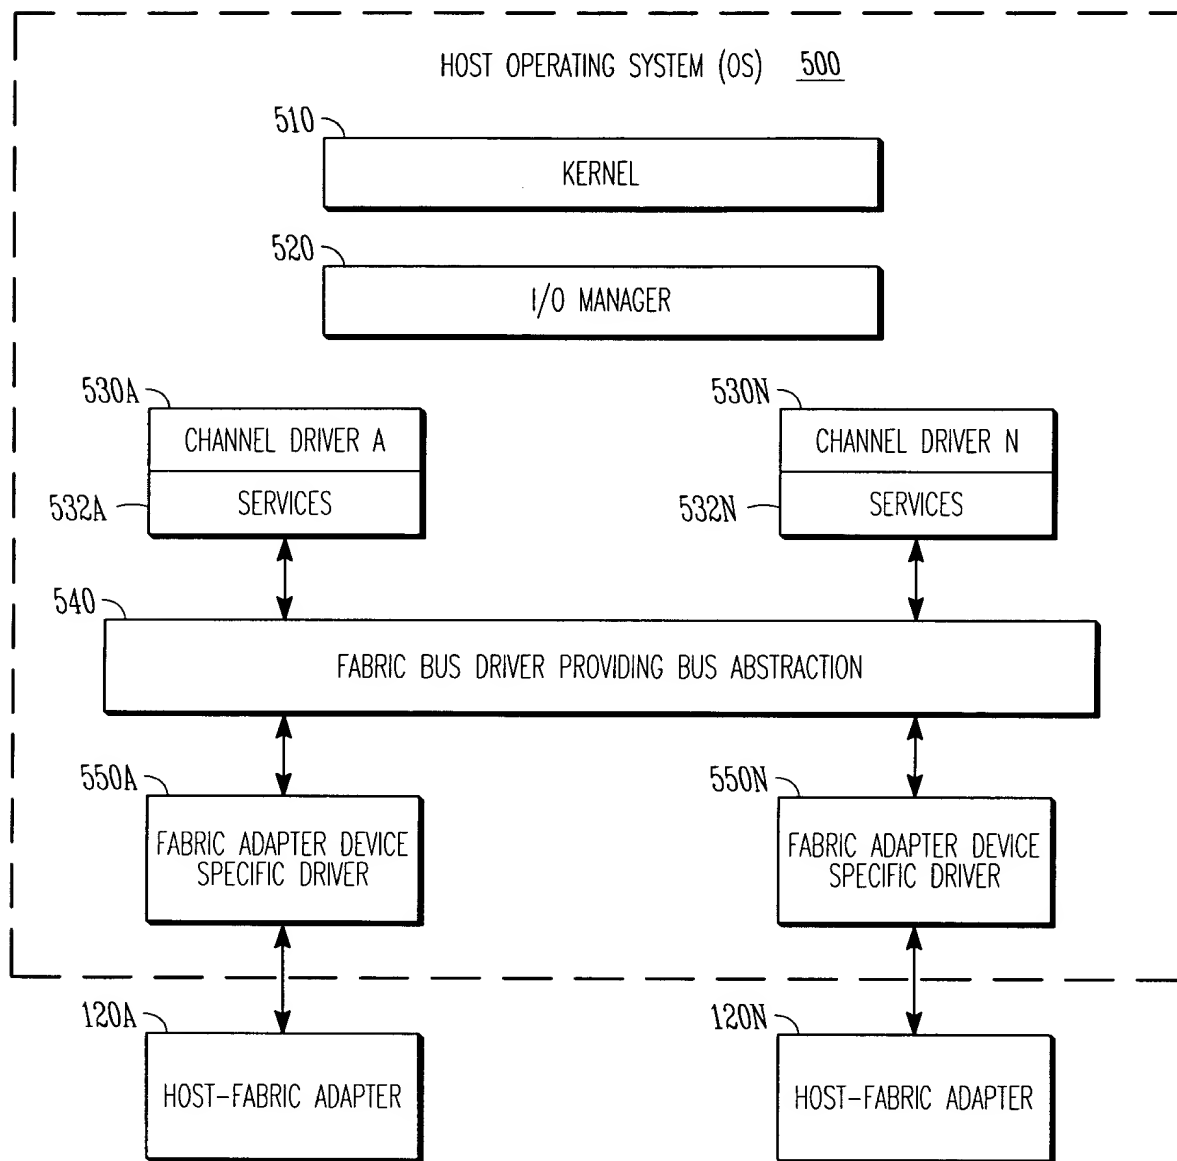 HOST OPERATING SYSTEM (OS) 500
510
KERNEL
520
I/O MANAGER
530A
CHANNEL DRIVER A
532A
SERVICES
530N
CHANNEL DRIVER N
532N
SERVICES
540
FABRIC BUS DRIVER PROVIDING BUS ABSTRACTION
550A
FABRIC ADAPTER DEVICE
SPECIFIC DRIVER
550N
FABRIC ADAPTER DEVICE
SPECIFIC DRIVER
120A
HOST-FABRIC ADAPTER
120N
HOST-FABRIC ADAPTER